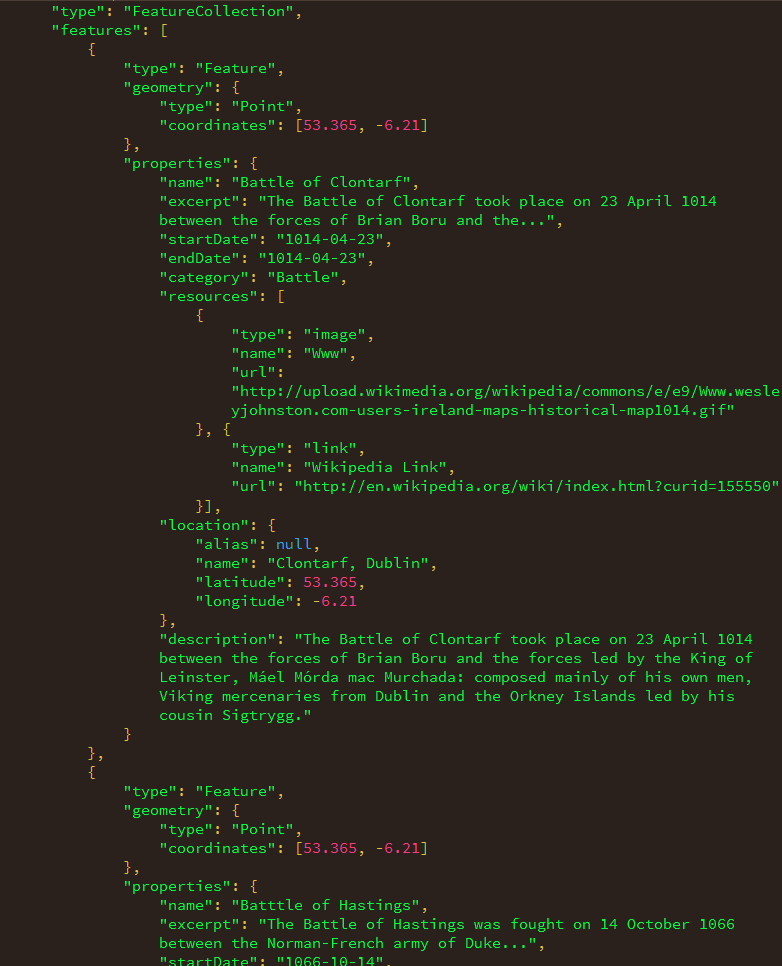 "type": "FeatureCollection",
"features": [
{
"type": "Feature",
"geometry": {
"type": "Point",
"coordinates": [53.365, -6.21]
},
"properties": {
"name": "Battle of Clontarf",
"excerpt": "The Battle of Clontarf took place on 23 April 1014
between the forces of Brian Boru and the...",
"startDate": "1014-04-23",
"endDate": "1014-04-23",
"category": "Battle",
"resources": [
{
"type": "image",
"name": "Www",
"url":
"http://upload.wikimedia.org/wikipedia/commons/e/e9/Www.wesle
yjohnston.com-users-ireland-maps-historical-map1014.gif"
}, {
"type": "link",
"name": "Wikipedia Link",
"url": "http://en.wikipedia.org/wiki/index.html?curid=155550"
}],
"location": {
"alias": null,
"name": "Clontarf, Dublin",
"latitude": 53.365,
"longitude": -6.21
},
"description": "The Battle of Clontarf took place on 23 April 1014
between the forces of Brian Boru and the forces led by the King of
Leinster, Máel Mórda mac Murchada: composed mainly of his own men,
Viking mercenaries from Dublin and the Orkney Islands led by his
cousin Sigtrygg."
}
},
{
"type": "Feature",
"geometry": {
"type": "Point",
"coordinates": [53.365, -6.21]
},
"properties": {
"name": "Batttle of Hastings",
"excerpt": "The Battle of Hastings was fought on 14 October 1066
between the Norman-French army of Duke...",
"startDate": "1066-10-14",